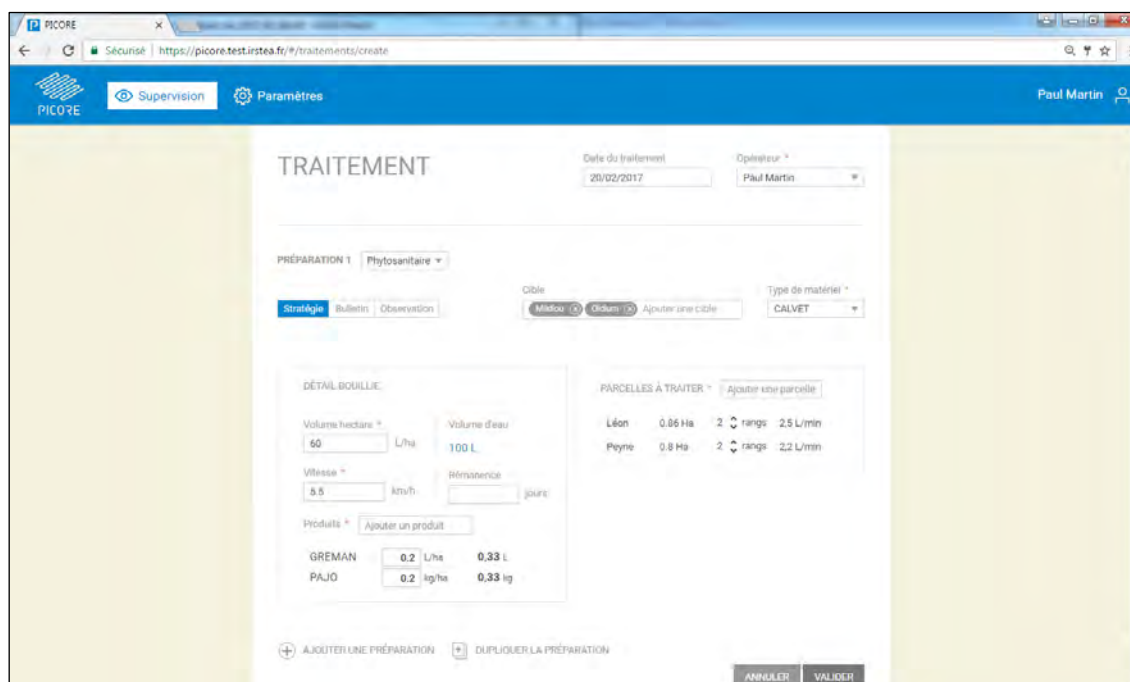 PICORE
Sécurisé | https://picore.test.irstea.fr/#/traitements/create
PICORE
Supervision
Paramètres
Paul Martin
TRAITEMENT
Date du traitement
Opérateur *
20/02/2017
Paul Martin
PRÉPARATION 1
Phytosanitaire
Cible
Type de matériel *
Stratégie
Bulletin
Observation
Mildiou
Oïdium
Ajouter une cible
CALVET
DÉTAIL BOUILLIE
PARCELLES À TRAITER *
Ajouter une parcelle
Volume hectare *
Volume d'eau
Léon 0.86 Ha 2 rangs 2,5 L/min
60 L/ha
100 L
Peyne 0.8 Ha 2 rangs 2,2 L/min
Vitesse *
Rémanence
5.5 km/h
jours
Produits *
Ajouter un produit
GREMAN 0.2 L/ha 0,33 L
PAJO 0.2 kg/ha 0,33 kg
AJOUTER UNE PRÉPARATION
DUPLIQUER LA PRÉPARATION
ANNULER
VALIDER